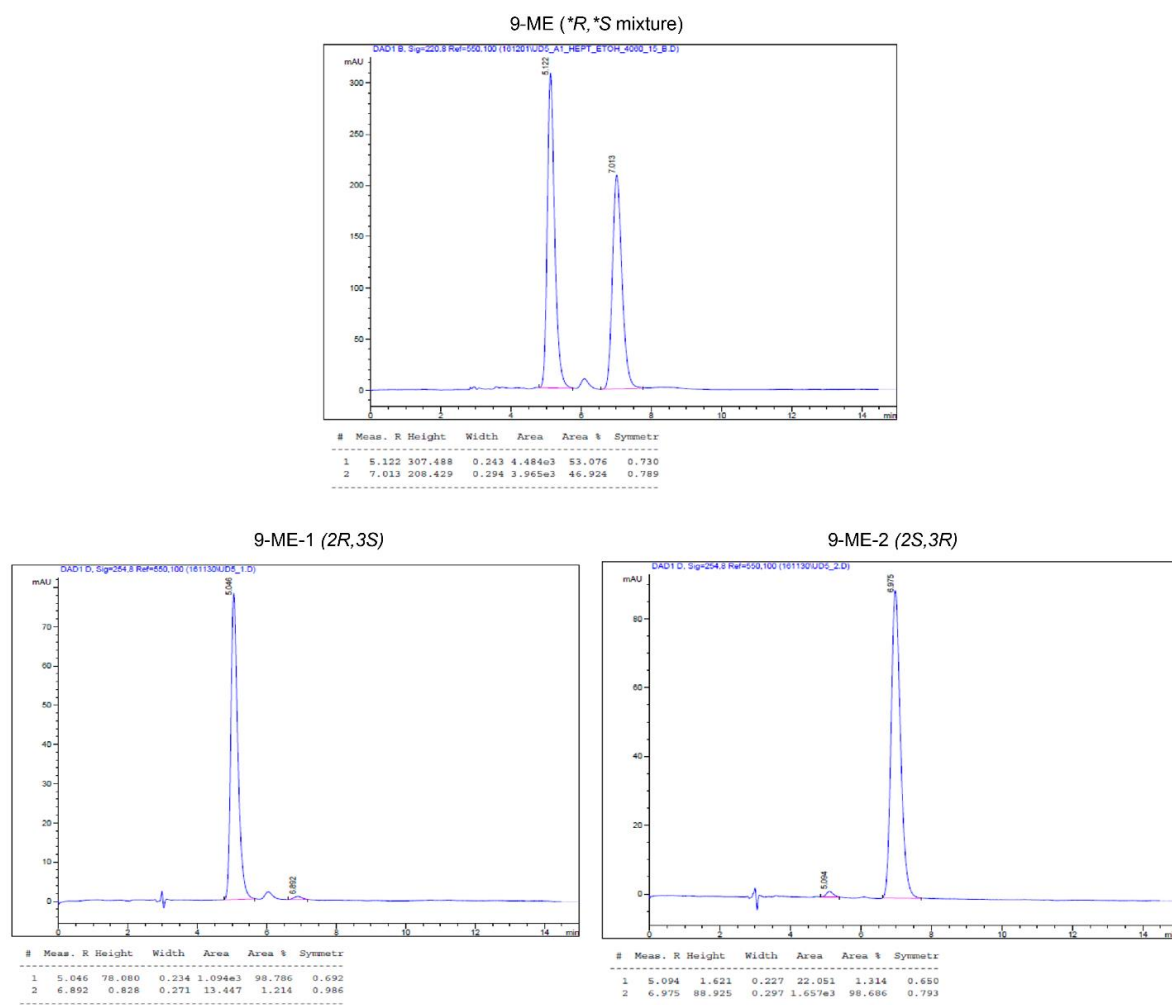 9-ME (*R,*S mixture)
DAD1 B, Sig=220,8 Ref=550,100 (161201\UD5_A1_HEPT_ETOH_4060_15_B.D)
mAU
300
250
200
150
100
50
0
5.122
7.013
0 2 4 6 8 10 12 14 min
# Meas. R Height Width Area Area % Symmetr
1 5.122 307.488 0.243 4.484e3 53.076 0.730
2 7.013 208.429 0.294 3.965e3 46.924 0.789
9-ME-1 (2R,3S)
DAD1 D, Sig=254,8 Ref=550,100 (161130\UD5_1.D)
mAU
70
60
50
40
30
20
10
0
5.046
6.892
0 2 4 6 8 10 12 14
# Meas. R Height Width Area Area % Symmetr
1 5.046 78.080 0.234 1.094e3 98.786 0.692
2 6.892 0.828 0.271 13.447 1.214 0.986
9-ME-2 (2S,3R)
DAD1 D, Sig=254,8 Ref=550,100 (161130\UD5_2.D)
mAU
80
60
40
20
0
5.094
6.975
0 2 4 6 8 10 12 14 min
# Meas. R Height Width Area Area % Symmetr
1 5.094 1.621 0.227 22.051 1.314 0.650
2 6.975 88.925 0.297 1.657e3 98.686 0.793